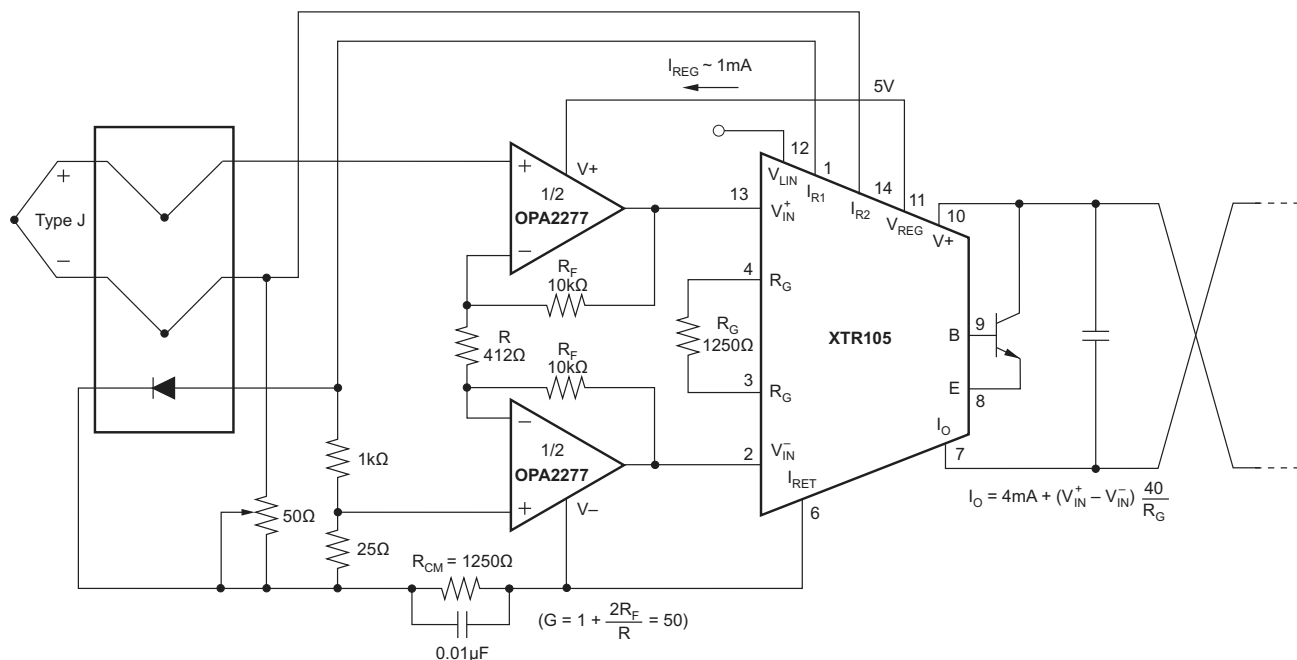 I_REG ~ 1mA
5V
+
Type J
–
+
1/2
OPA2277
–
V+
R_F
10kΩ
R
412Ω
R_F
10kΩ
–
1/2
OPA2277
+
V–
1kΩ
25Ω
50Ω
R_CM = 1250Ω
0.01µF
(G = 1 + 2R_F/R = 50)
12
V_LIN
1
I_R1
14
I_R2
11
V_REG
10
V+
13
V_IN^+
4
R_G
R_G
1250Ω
3
R_G
XTR105
B
9
E
8
2
V_IN^–
I_RET
6
I_O
7
I_O = 4mA + (V_IN^+ – V_IN^–) 40/R_G